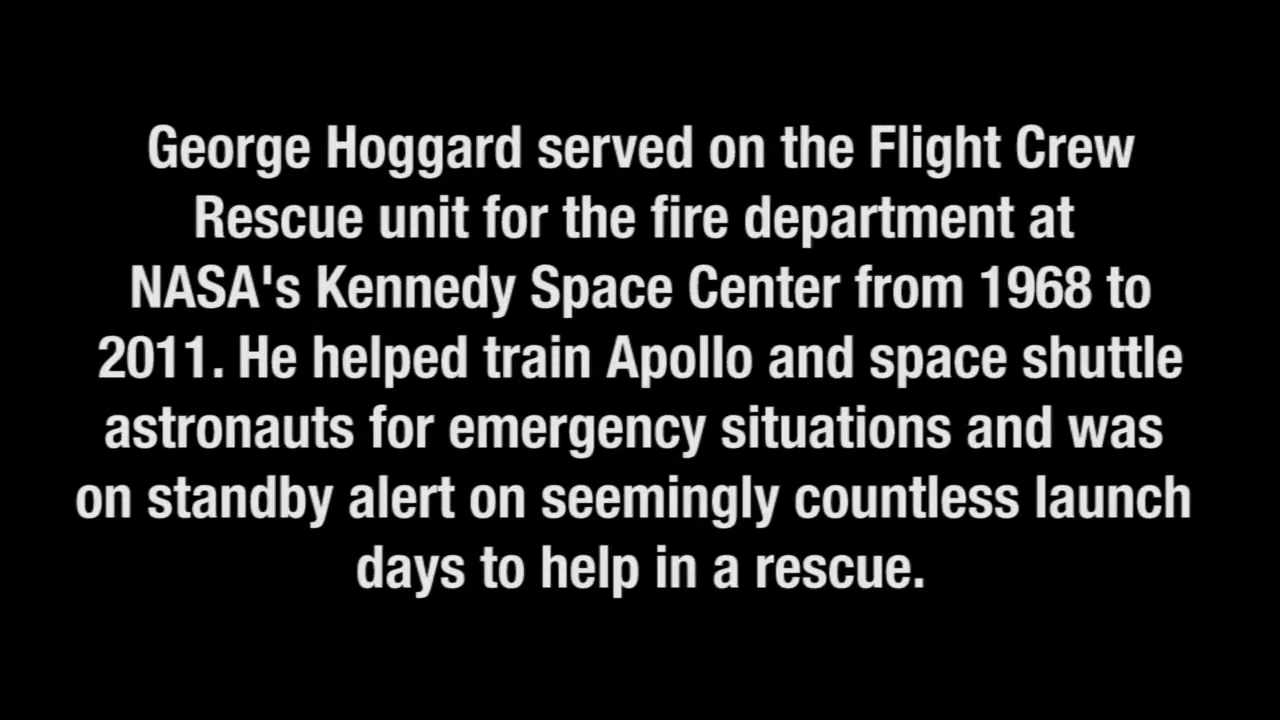 George Hoggard served on the Flight Crew
Rescue unit for the fire department at
NASA's Kennedy Space Center from 1968 to
2011. He helped train Apollo and space shuttle
astronauts for emergency situations and was
on standby alert on seemingly countless launch
days to help in a rescue.